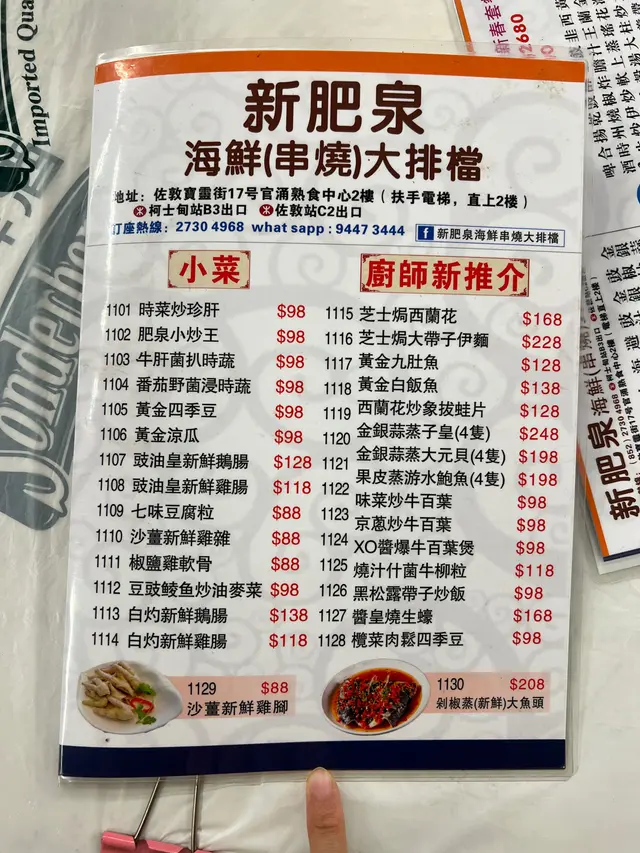 Imported Qua
Sonderho
新肥泉
海鮮(串燒)大排檔
地址：佐敦寶靈街17号官涌熟食中心2樓（扶手電梯，直上2楼）
柯士甸站B3出口 佐敦站C2出口
訂座熱線：2730 4968 what sapp : 9447 3444
新肥泉海鮮串燒大排檔
小菜
1101 時菜炒珍肝 $98
1102 肥泉小炒王 $98
1103 牛肝菌扒時蔬 $98
1104 番茄野菌浸時蔬 $98
1105 黃金四季豆 $98
1106 黃金涼瓜 $98
1107 豉油皇新鮮鵝腸 $128
1108 豉油皇新鮮雞腸 $118
1109 七味豆腐粒 $88
1110 沙薑新鮮雞雜 $88
1111 椒鹽雞軟骨 $88
1112 豆豉鲮鱼炒油麥菜 $98
1113 白灼新鮮鵝腸 $138
1114 白灼新鮮雞腸 $118
廚師新推介
1115 芝士焗西蘭花 $168
1116 芝士焗大帶子伊麵 $228
1117 黃金九肚魚 $128
1118 黃金白飯魚 $138
1119 西蘭花炒象拔蚌片 $128
1120 金銀蒜蒸子皇(4隻) $248
1121 金銀蒜蒸大元貝(4隻) $198
1122 果皮蒸游水鮑魚(4隻) $198
味菜炒牛百葉 $98
1123 京蔥炒牛百葉 $98
1124 XO醬爆牛百葉煲 $98
1125 燒汁什菌牛柳粒 $118
1126 黑松露帶子炒飯 $98
1127 醬皇燒生蠔 $168
1128 欖菜肉鬆四季豆 $98
1129 $88
沙薑新鮮雞腳
1130 $208
剁椒蒸(新鮮)大魚頭
新春套
2680
新肥泉 海鮮(串燒)